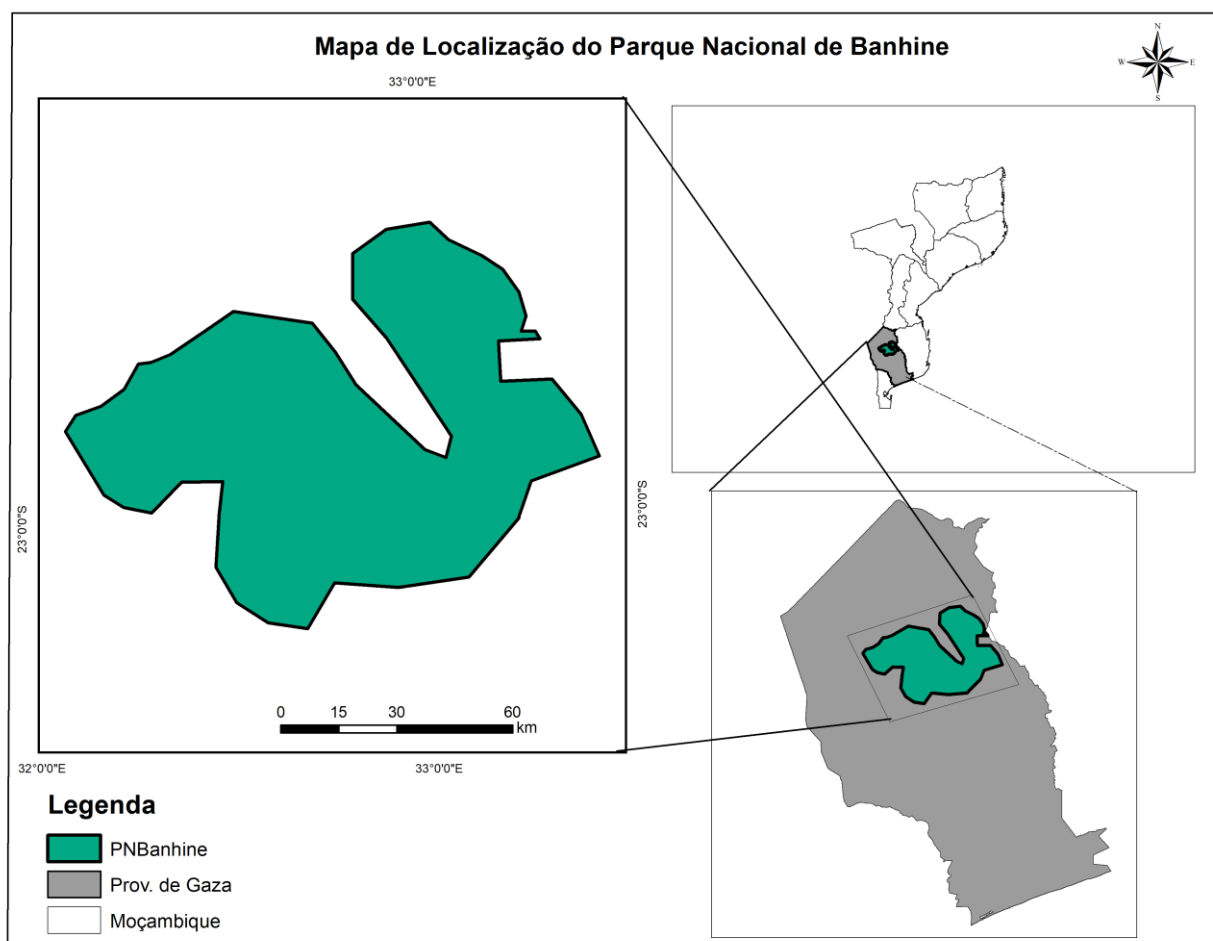 Mapa de Localização do Parque Nacional de Banhine
N
W
E
S
33°0'0"E
23°0'0"S
23°0'0"S
0 15 30 60
km
32°0'0"E
33°0'0"E
Legenda
PNBanhine
Prov. de Gaza
Moçambique